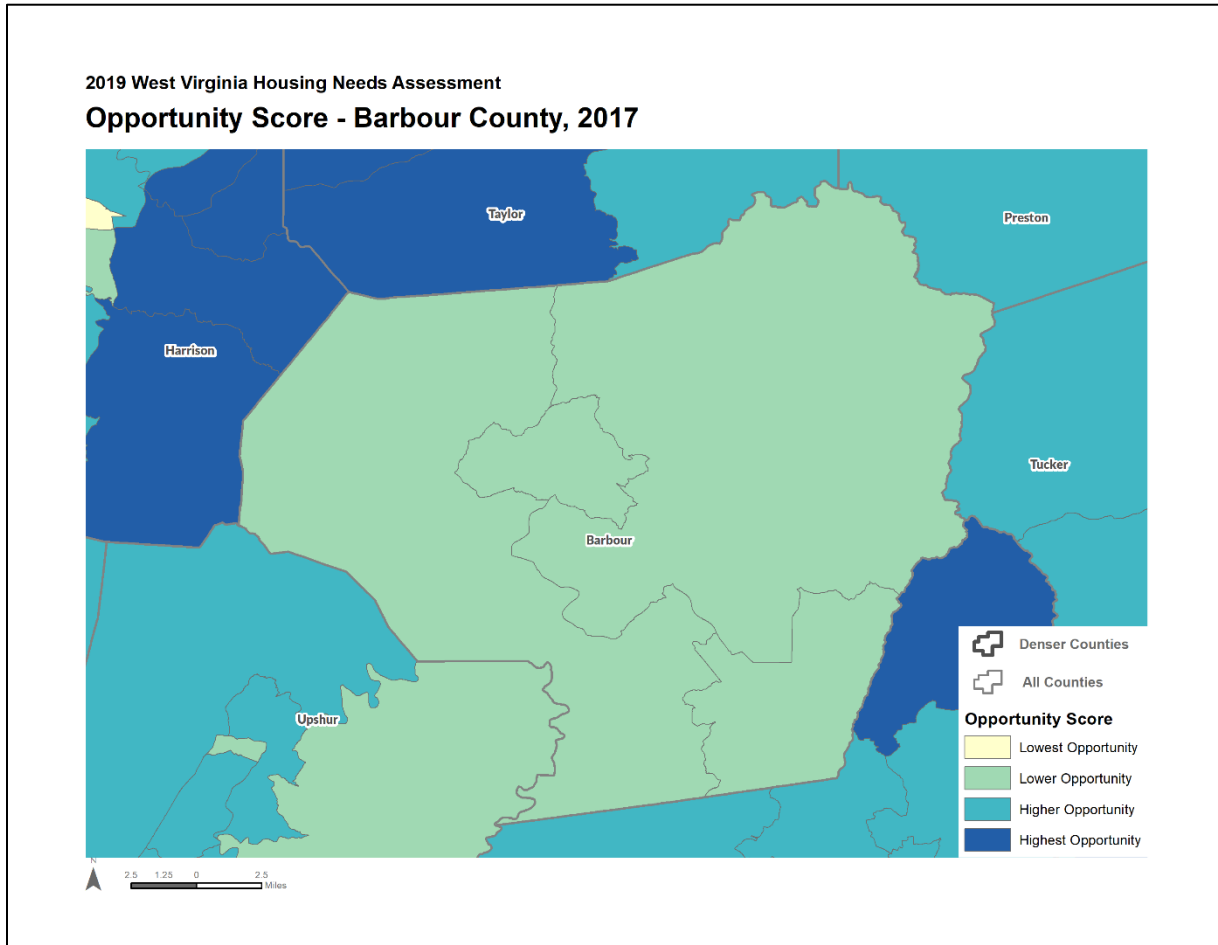 2019 West Virginia Housing Needs Assessment
Opportunity Score - Barbour County, 2017
Taylor
Preston
Harrison
Tucker
Barbour
Upshur
Denser Counties
All Counties
Opportunity Score
Lowest Opportunity
Lower Opportunity
Higher Opportunity
Highest Opportunity
N
2.5 1.25 0 2.5
Miles